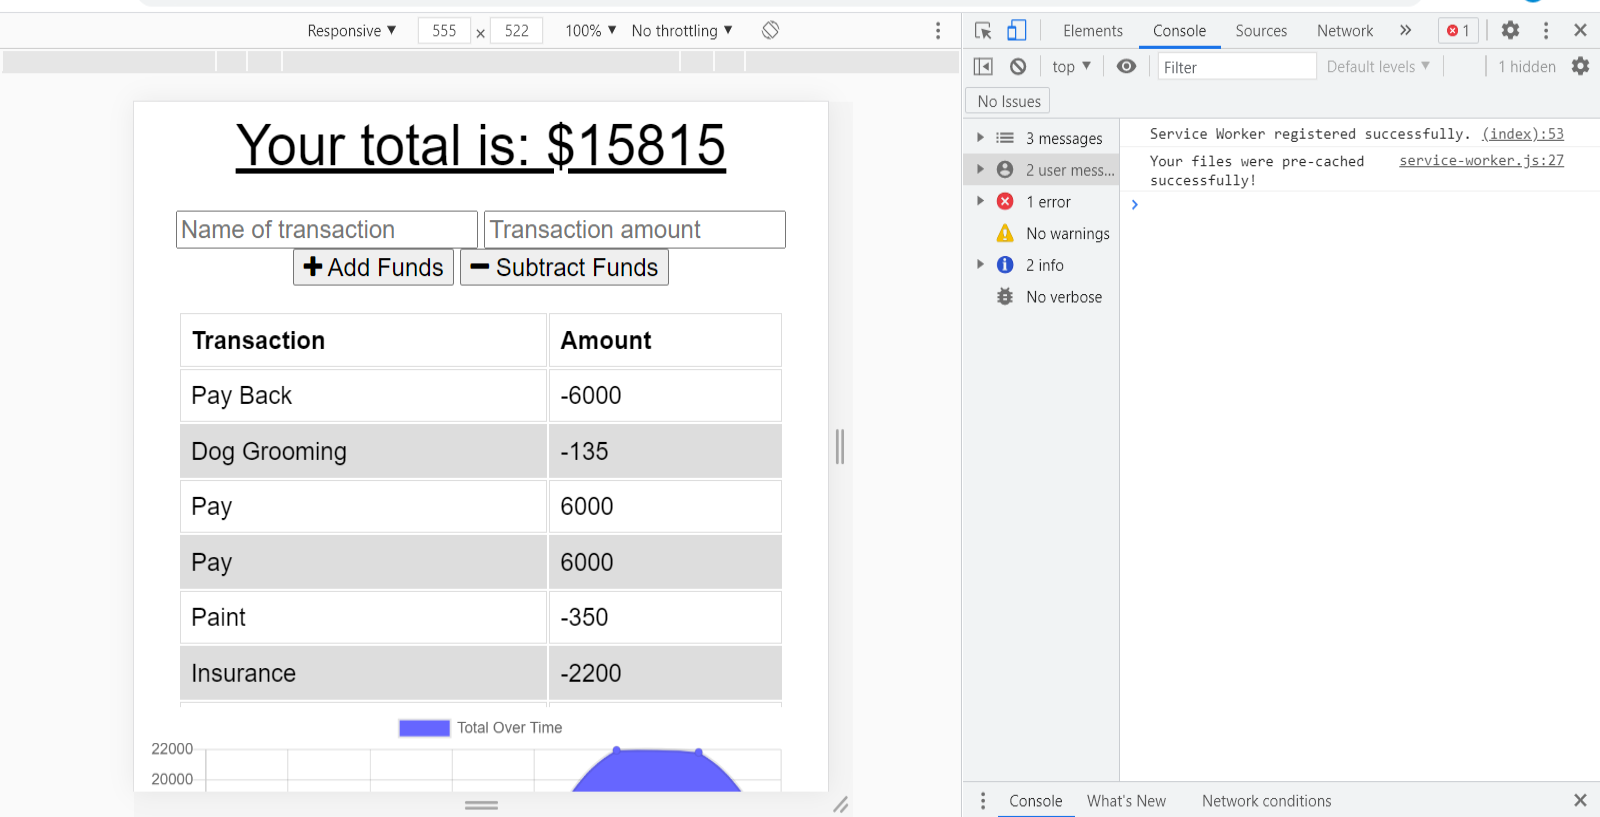 Responsive ▼ 555 × 522 100% ▼ No throttling ▼
Elements Console Sources Network » 1
top ▼ Filter Default levels ▼ 1 hidden
No Issues
3 messages
2 user mess...
1 error
No warnings
2 info
No verbose
Service Worker registered successfully. (index):53
Your files were pre-cached service-worker.js:27
successfully!
Your total is: $15815
Name of transaction Transaction amount
Add Funds Subtract Funds
Transaction Amount
Pay Back -6000
Dog Grooming -135
Pay 6000
Pay 6000
Paint -350
Insurance -2200
Total Over Time
22000
20000
Console What's New Network conditions